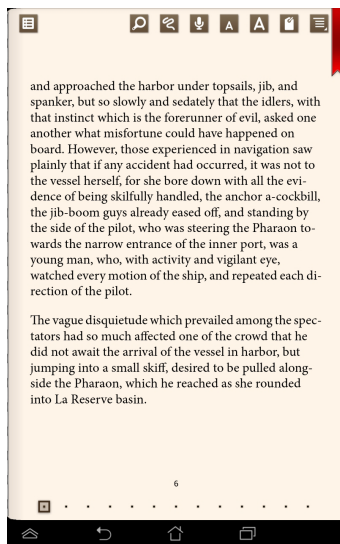 A
A
and approached the harbor under topsails, jib, and
spanker, but so slowly and sedately that the idlers, with
that instinct which is the forerunner of evil, asked one
another what misfortune could have happened on
board. However, those experienced in navigation saw
plainly that if any accident had occurred, it was not to
the vessel herself, for she bore down with all the evi-
dence of being skilfully handled, the anchor a-cockbill,
the jib-boom guys already eased off, and standing by
the side of the pilot, who was steering the Pharaon to-
wards the narrow entrance of the inner port, was a
young man, who, with activity and vigilant eye,
watched every motion of the ship, and repeated each di-
rection of the pilot.
The vague disquietude which prevailed among the spec-
tators had so much affected one of the crowd that he
did not await the arrival of the vessel in harbor, but
jumping into a small skiff, desired to be pulled along-
side the Pharaon, which he reached as she rounded
into La Reserve basin.
6